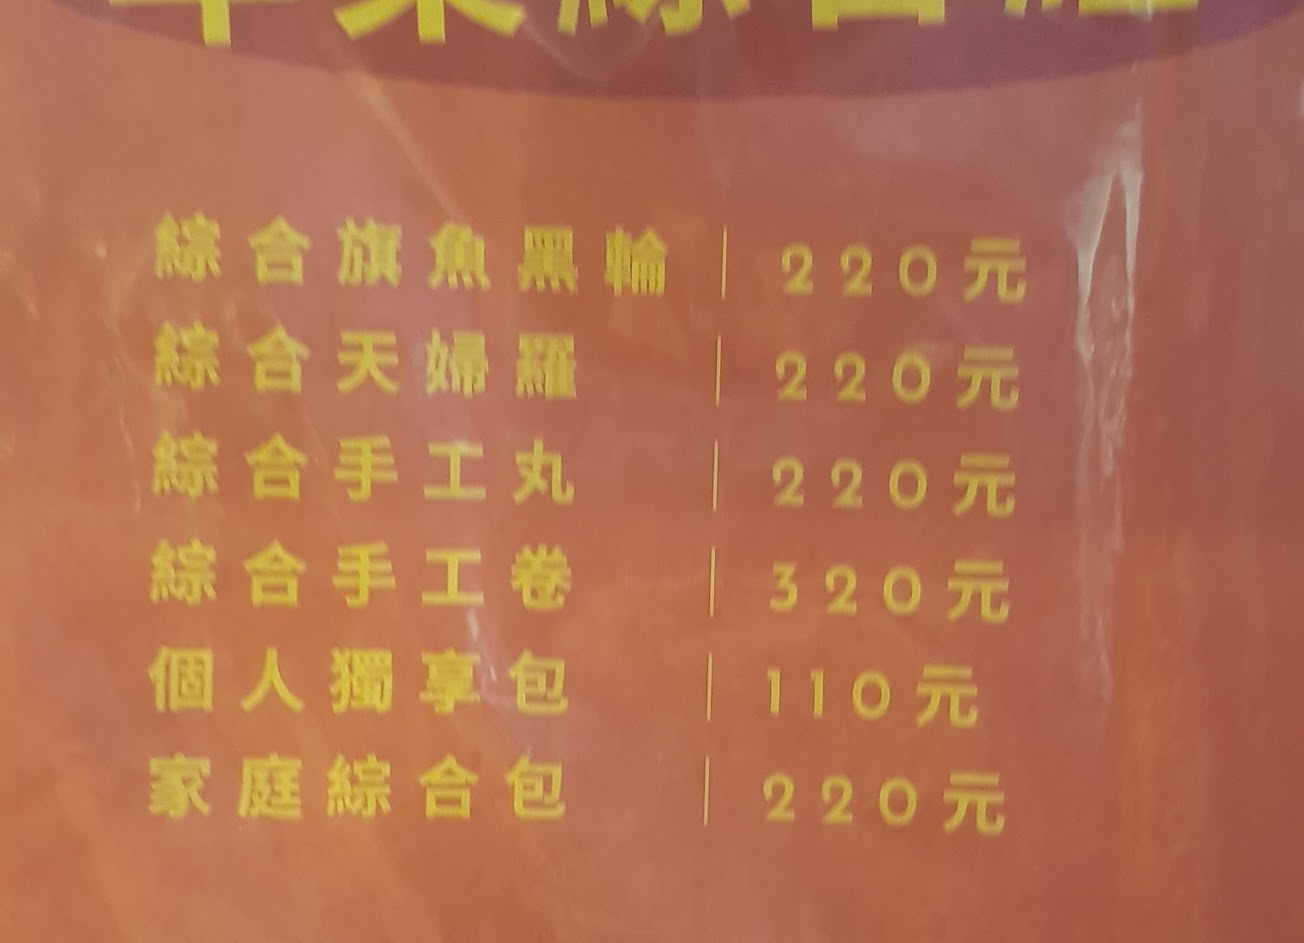 綜合旗魚黑輪 | 220元
綜合天婦羅 | 220元
綜合手工丸 | 220元
綜合手工卷 | 320元
個人獨享包 | 110元
家庭綜合包 | 220元